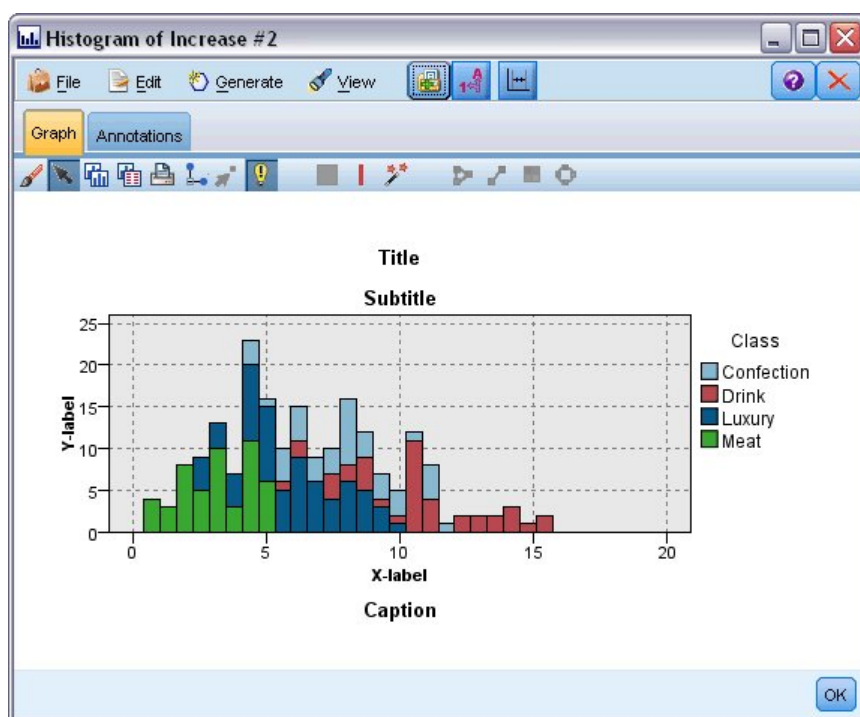 Histogram of Increase #2
File Edit Generate View
Graph Annotations
Title
Subtitle
25
20
15
10
5
0
Y-label
0 5 10 15 20
X-label
Caption
Class
Confection
Drink
Luxury
Meat
OK